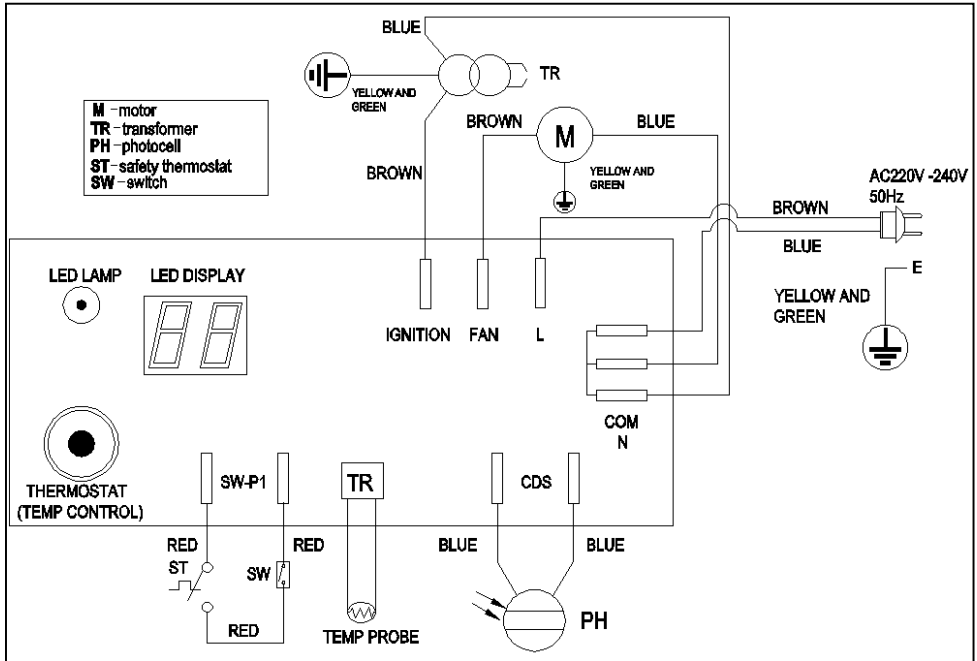 BLUE
TR
YELLOW AND
GREEN
M - motor
TR - transformer
PH - photocell
ST - safety thermostat
SW - switch
BROWN
M
BLUE
BROWN
YELLOW AND
GREEN
AC220V -240V
50Hz
BROWN
BLUE
E
YELLOW AND
GREEN
LED LAMP
LED DISPLAY
IGNITION
FAN
L
COM
N
THERMOSTAT
(TEMP CONTROL)
SW-P1
TR
CDS
RED
RED
BLUE
BLUE
ST
SW
RED
TEMP PROBE
PH